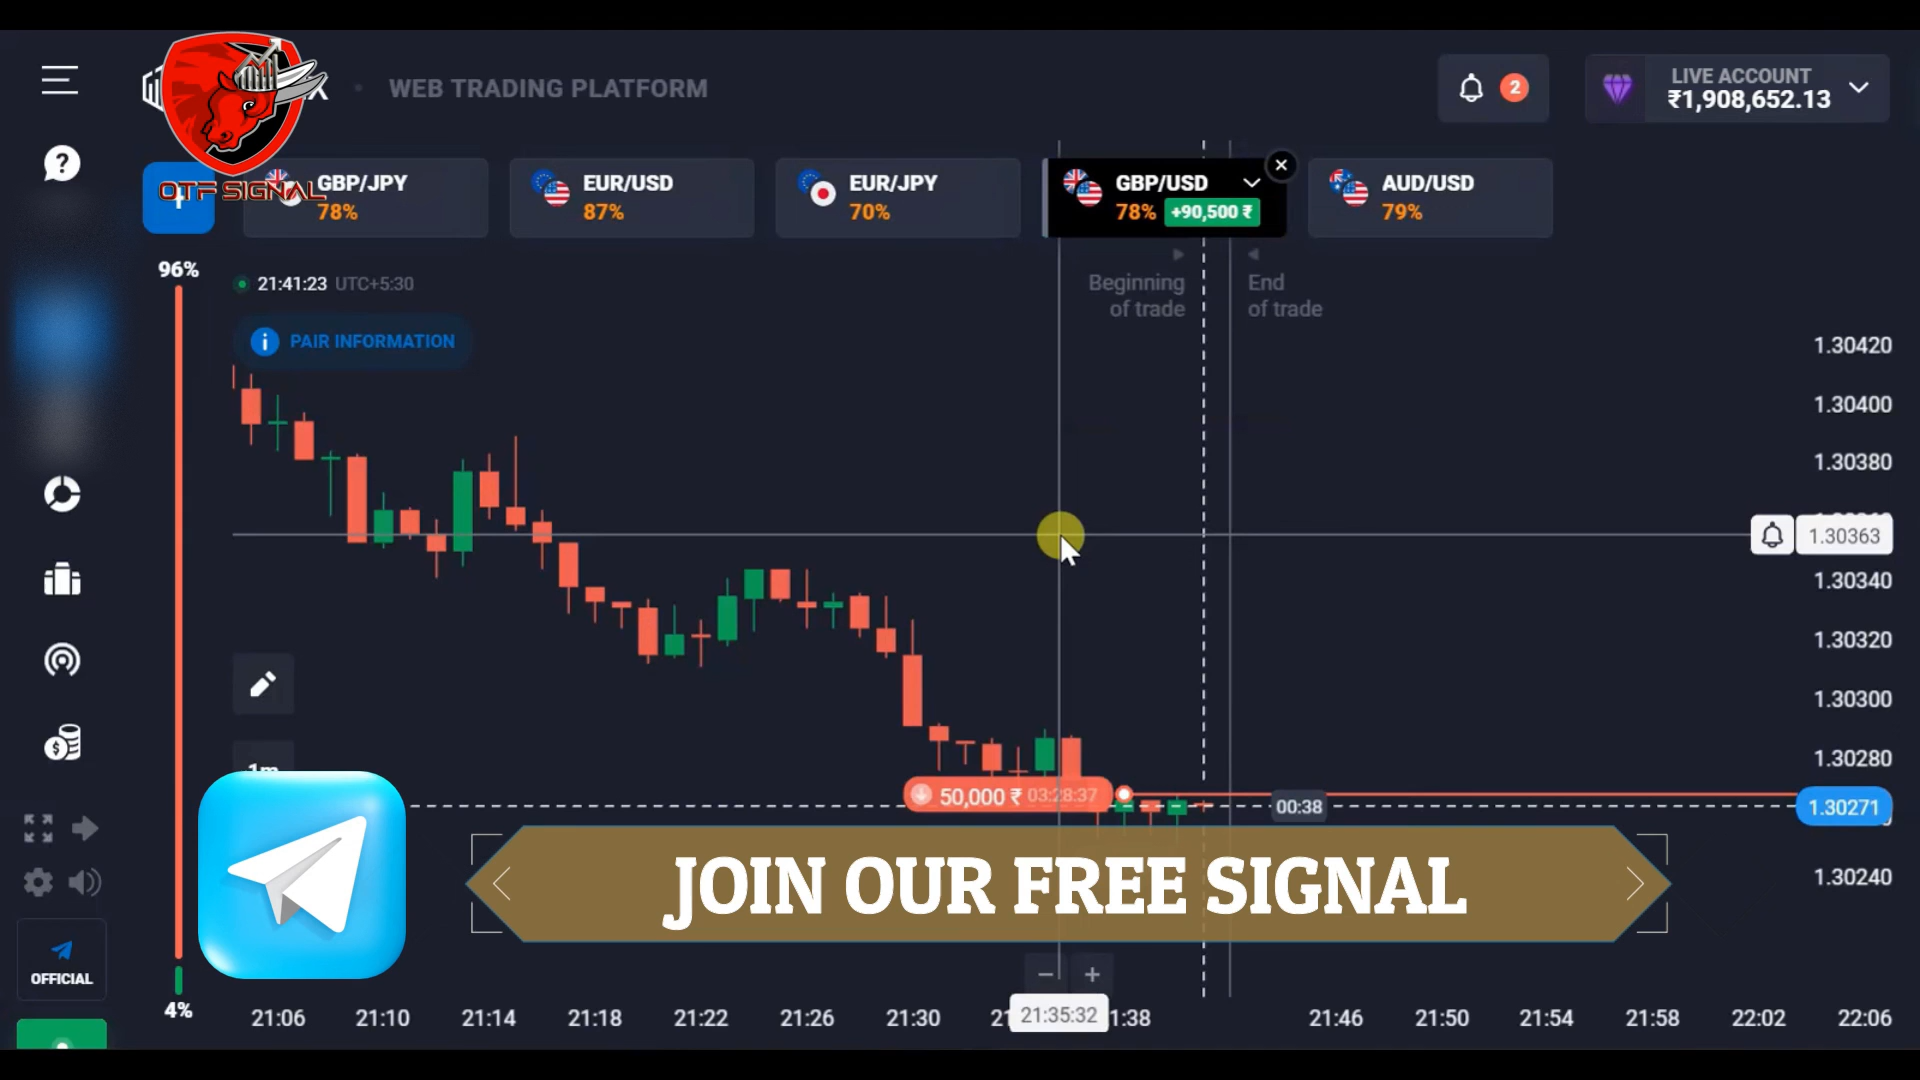 WEB TRADING PLATFORM
2
LIVE ACCOUNT
₹1,908,652.13
OTF SIGNAL
GBP/JPY
78%
EUR/USD
87%
EUR/JPY
70%
GBP/USD
78% +90,500 ₹
AUD/USD
79%
96%
21:41:23 UTC+5:30
Beginning
of trade
End
of trade
PAIR INFORMATION
1.30420
1.30400
1.30380
1.30363
1.30340
1.30320
1.30300
1.30280
50,000 ₹ 03:28:37
00:38
1.30271
JOIN OUR FREE SIGNAL
1.30240
OFFICIAL
4%
21:06 21:10 21:14 21:18 21:22 21:26 21:30 21:35:32 21:46 21:50 21:54 21:58 22:02 22:06